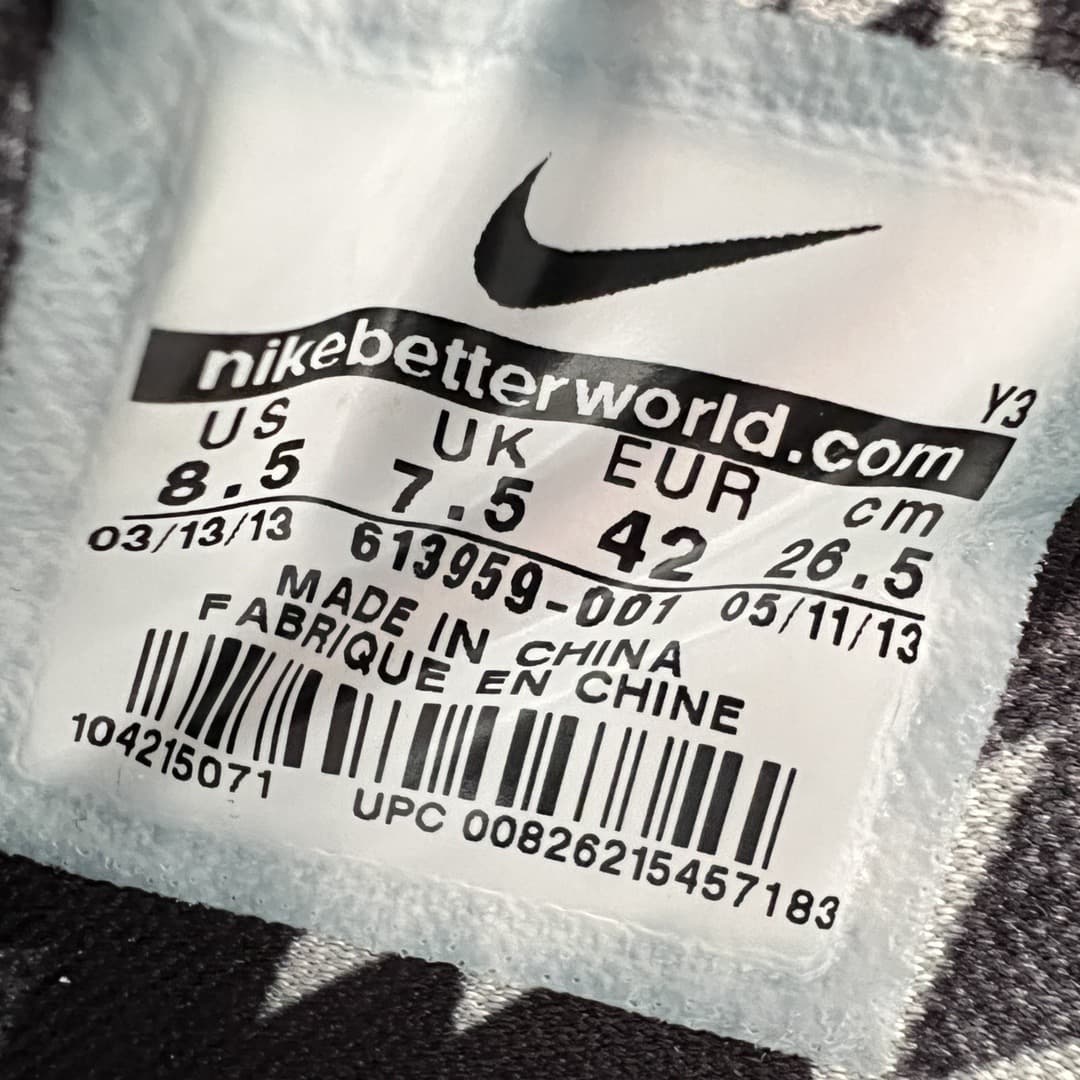 nikebetterworld.com
Y3
US UK EUR cm
8.5 7.5 42 26.5
03/13/13 613959-001 05/11/13
MADE IN CHINA
FABRIQUE EN CHINE
104215071 UPC 00826215457183